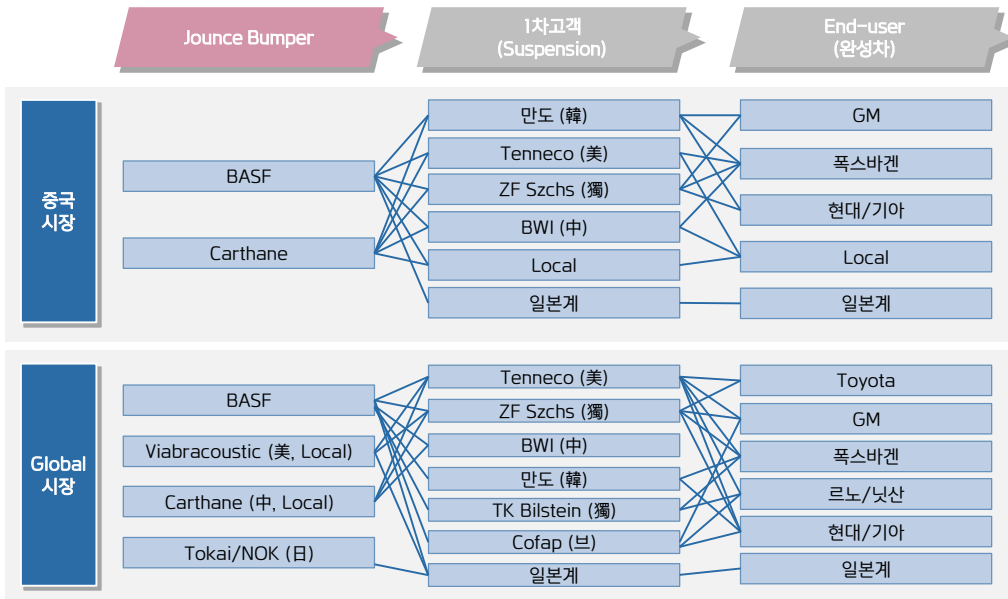 Jounce Bumper
1차고객
(Suspension)
End-user
(완성차)
중국
시장
BASF
Carthane
만도 (韓)
Tenneco (美)
ZF Szchs (獨)
BWI (中)
Local
일본계
GM
폭스바겐
현대/기아
Local
일본계
Global
시장
BASF
Viabracoustic (美, Local)
Carthane (中, Local)
Tokai/NOK (日)
Tenneco (美)
ZF Szchs (獨)
BWI (中)
만도 (韓)
TK Bilstein (獨)
Cofap (브)
일본계
Toyota
GM
폭스바겐
르노/닛산
현대/기아
일본계